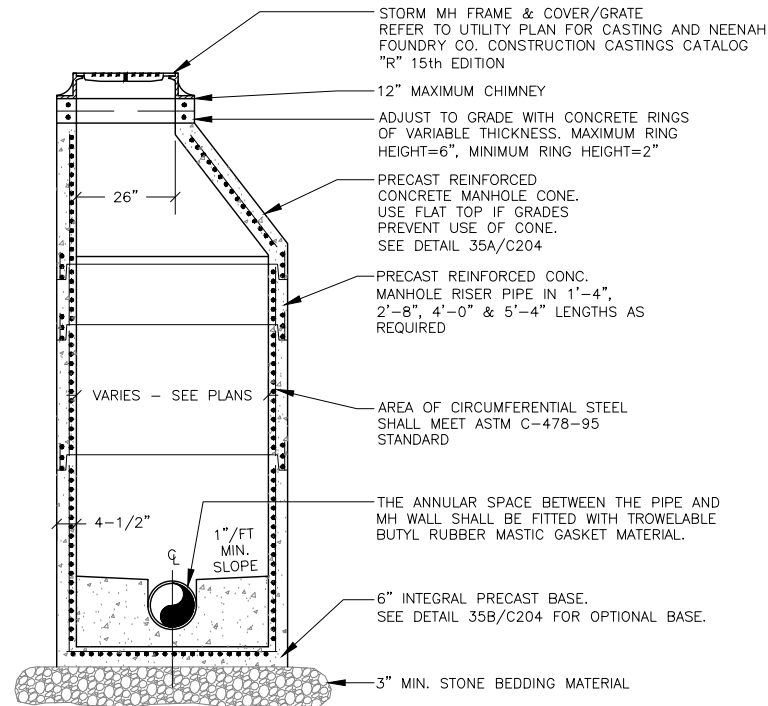 STORM MH FRAME & COVER/GRATE
REFER TO UTILITY PLAN FOR CASTING AND NEENAH
FOUNDRY CO. CONSTRUCTION CASTINGS CATALOG
"R" 15th EDITION
12" MAXIMUM CHIMNEY
ADJUST TO GRADE WITH CONCRETE RINGS
OF VARIABLE THICKNESS. MAXIMUM RING
HEIGHT=6", MINIMUM RING HEIGHT=2"
26"
PRECAST REINFORCED
CONCRETE MANHOLE CONE.
USE FLAT TOP IF GRADES
PREVENT USE OF CONE.
SEE DETAIL 35A/C204
PRECAST REINFORCED CONC.
MANHOLE RISER PIPE IN 1'-4",
2'-8", 4'-0" & 5'-4" LENGTHS AS
REQUIRED
VARIES - SEE PLANS
AREA OF CIRCUMFERENTIAL STEEL
SHALL MEET ASTM C-478-95
STANDARD
4-1/2"
1"/FT
MIN.
SLOPE
℄
THE ANNULAR SPACE BETWEEN THE PIPE AND
MH WALL SHALL BE FITTED WITH TROWELABLE
BUTYL RUBBER MASTIC GASKET MATERIAL.
6" INTEGRAL PRECAST BASE.
SEE DETAIL 35B/C204 FOR OPTIONAL BASE.
3" MIN. STONE BEDDING MATERIAL